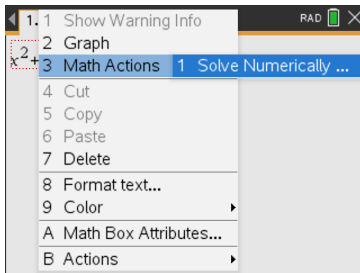 1. 1 Show Warning Info RAD
2 Graph
x²+ 3 Math Actions 1 Solve Numerically ...
4 Cut
5 Copy
6 Paste
7 Delete
8 Format text...
9 Color
A Math Box Attributes...
B Actions